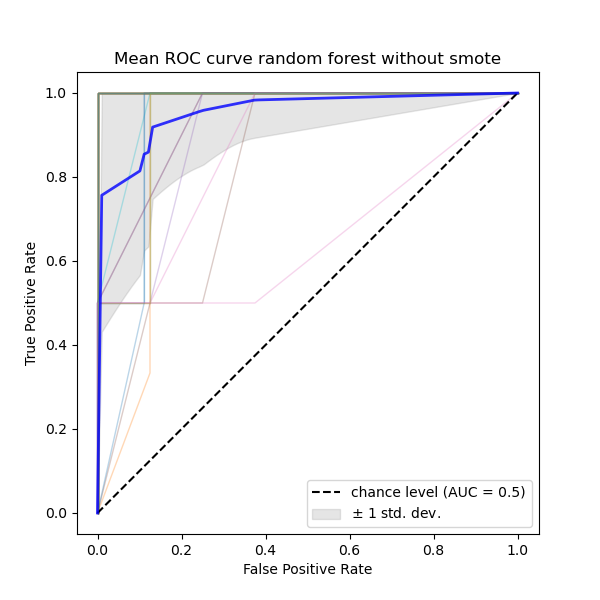 Mean ROC curve random forest without smote
True Positive Rate
1.0
0.8
0.6
0.4
0.2
0.0
chance level (AUC = 0.5)
± 1 std. dev.
0.0 0.2 0.4 0.6 0.8 1.0
False Positive Rate